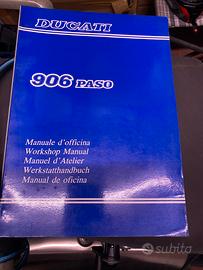 DUCATI
906 PASO
Manuale d'officina
Workshop Manual
Manuel d'Atelier
Werkstatthandbuch
Manual de oficina
subito